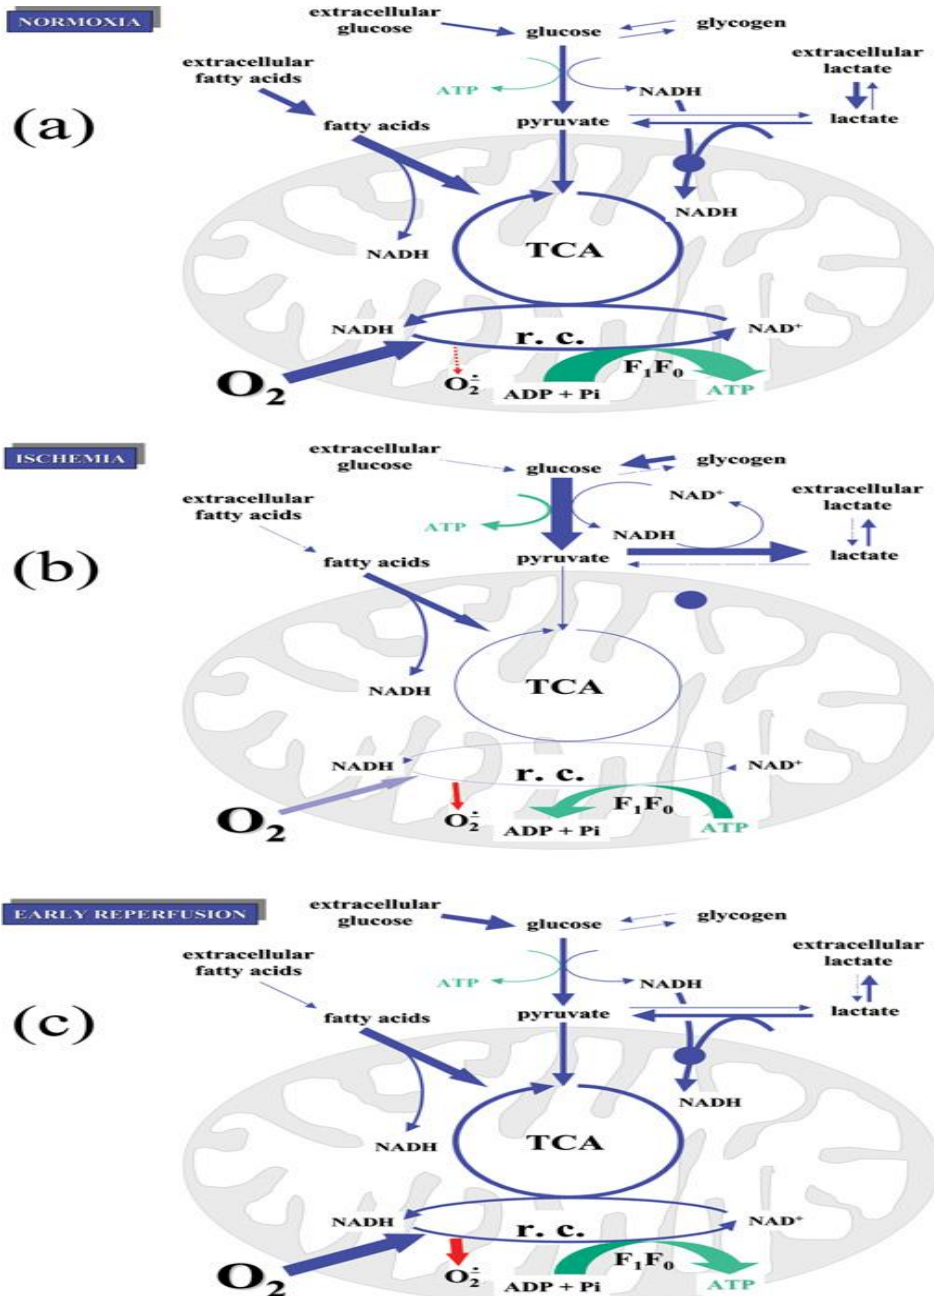 NORMOXIA
(a)
extracellular
glucose
glucose
glycogen
extracellular
fatty acids
extracellular
lactate
ATP
NADH
fatty acids
pyruvate
lactate
NADH
NADH
TCA
NADH
r. c.
NAD⁺
O₂
O₂∸
ADP + Pi
F₁F₀
ATP
ISCHEMIA
(b)
extracellular
glucose
glucose
glycogen
extracellular
fatty acids
NAD⁺
extracellular
lactate
ATP
NADH
fatty acids
pyruvate
lactate
NADH
TCA
NADH
r. c.
NAD⁺
O₂
O₂∸
ADP + Pi
F₁F₀
ATP
EARLY REPERFUSION
(c)
extracellular
glucose
glucose
glycogen
extracellular
fatty acids
extracellular
lactate
ATP
NADH
fatty acids
pyruvate
lactate
NADH
NADH
TCA
NADH
r. c.
NAD⁺
O₂
O₂∸
ADP + Pi
F₁F₀
ATP